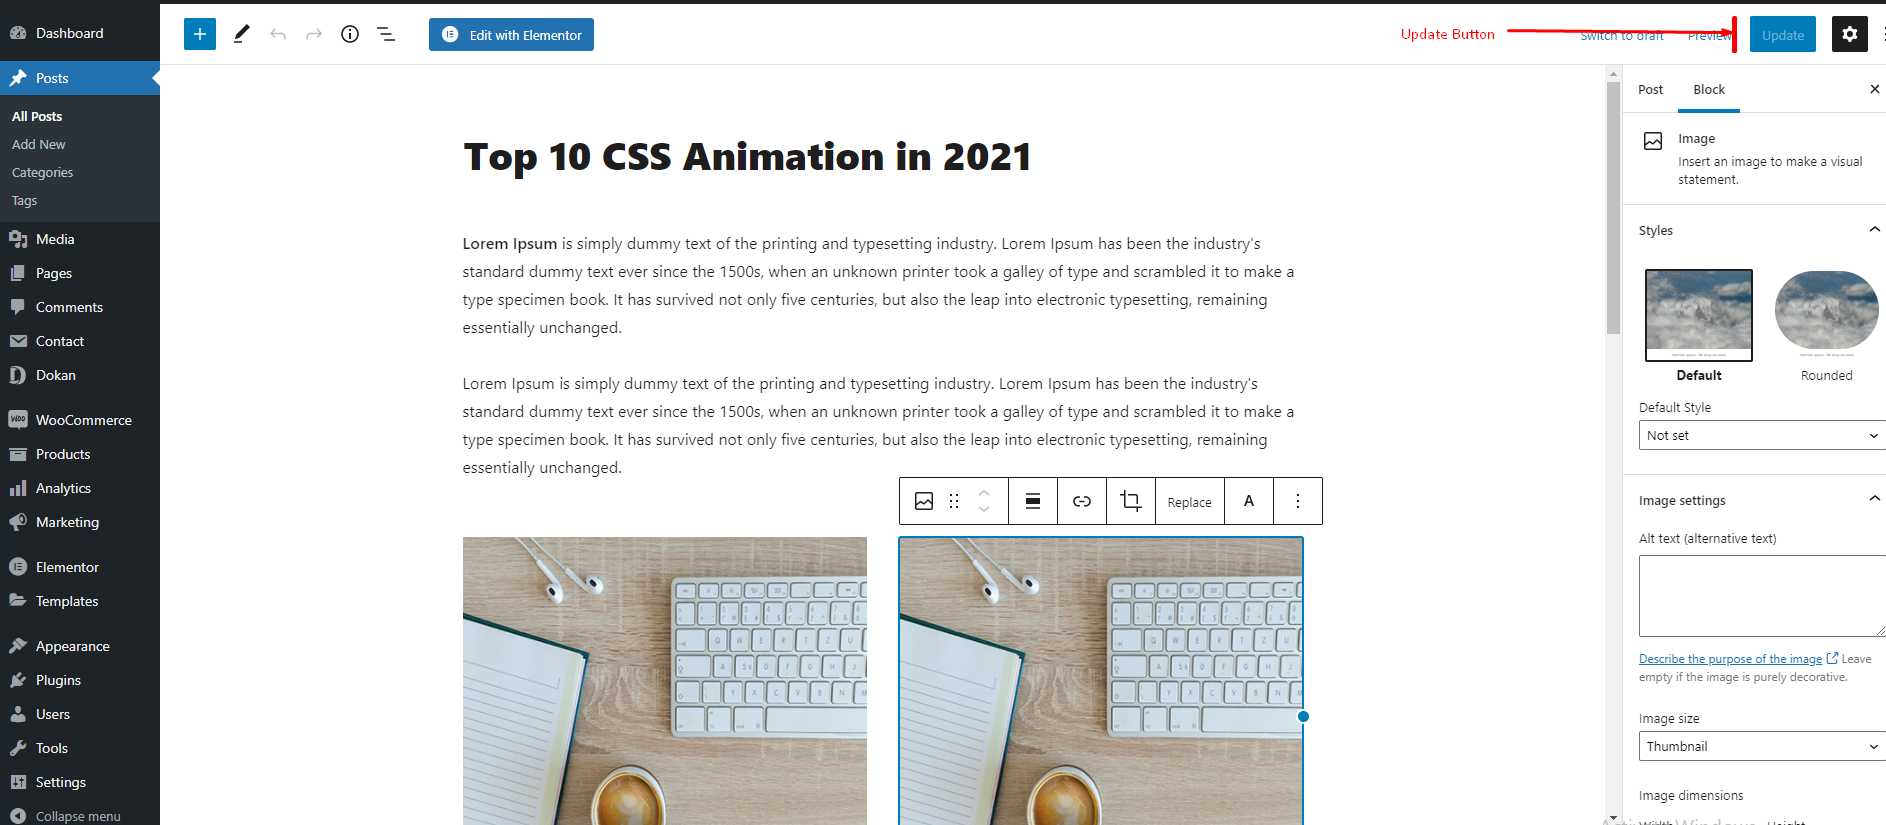 Dashboard
Posts
All Posts
Add New
Categories
Tags
Media
Pages
Comments
Contact
Dokan
WooCommerce
Products
Analytics
Marketing
Elementor
Templates
Appearance
Plugins
Users
Tools
Settings
Collapse menu
Edit with Elementor
Update Button
Switch to draft
Preview
Update
Top 10 CSS Animation in 2021
Lorem Ipsum is simply dummy text of the printing and typesetting industry. Lorem Ipsum has been the industry's
standard dummy text ever since the 1500s, when an unknown printer took a galley of type and scrambled it to make a
type specimen book. It has survived not only five centuries, but also the leap into electronic typesetting, remaining
essentially unchanged.
Lorem Ipsum is simply dummy text of the printing and typesetting industry. Lorem Ipsum has been the industry's
standard dummy text ever since the 1500s, when an unknown printer took a galley of type and scrambled it to make a
type specimen book. It has survived not only five centuries, but also the leap into electronic typesetting, remaining
essentially unchanged.
Replace
A
Post
Block
Image
Insert an image to make a visual
statement.
Styles
Default
Rounded
Default Style
Not set
Image settings
Alt text (alternative text)
Describe the purpose of the image Leave
empty if the image is purely decorative.
Image size
Thumbnail
Image dimensions
Width
Height